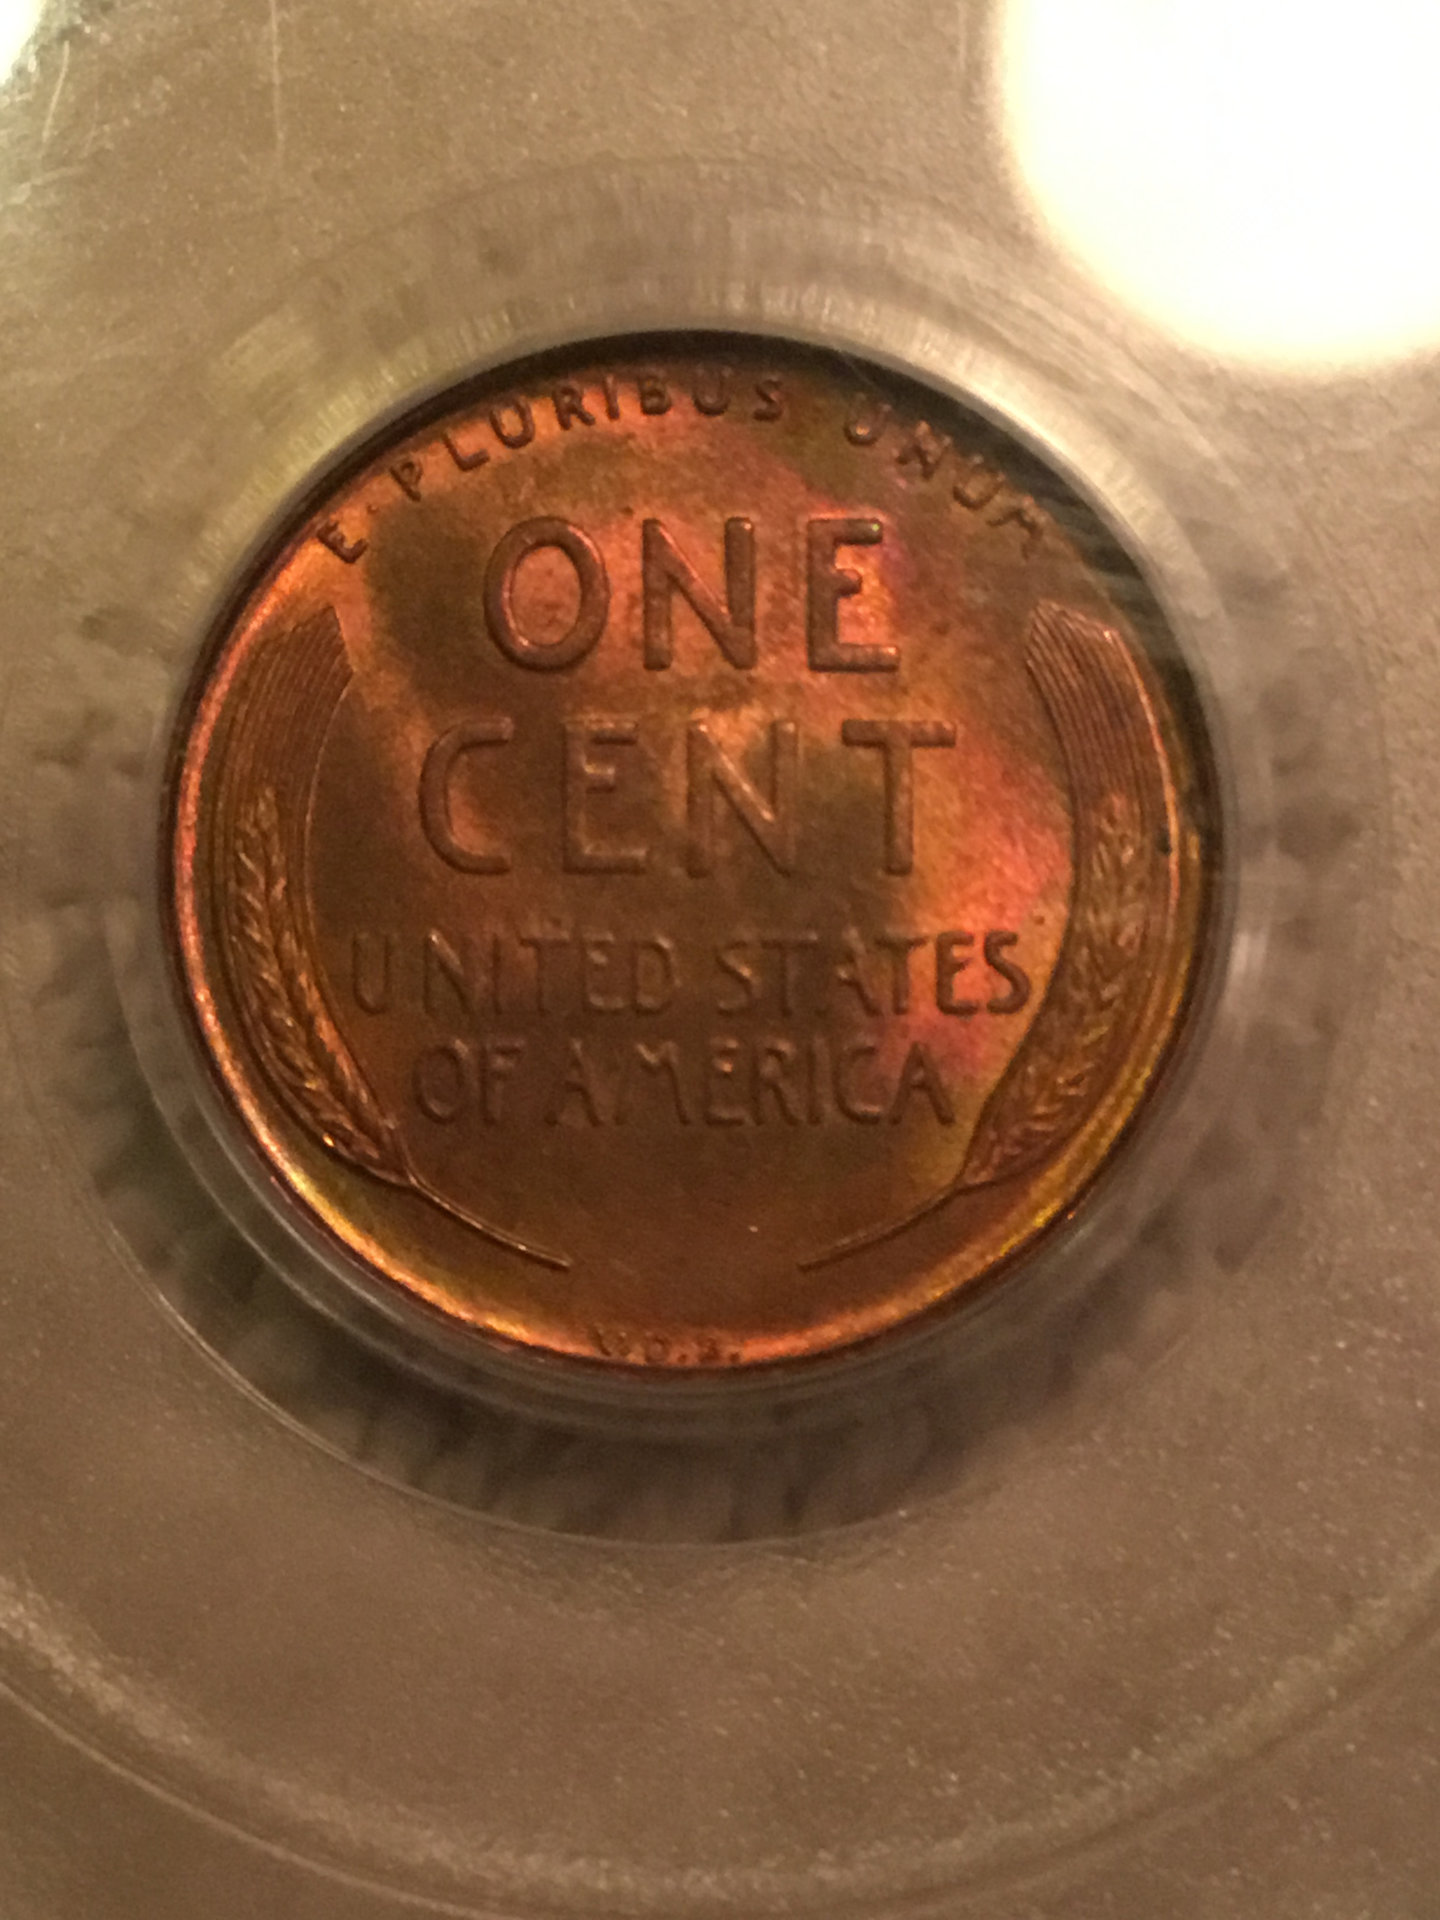 E·PLURIBUS UNUM
ONE
CENT
UNITED STATES
OF AMERICA
V.D.B.